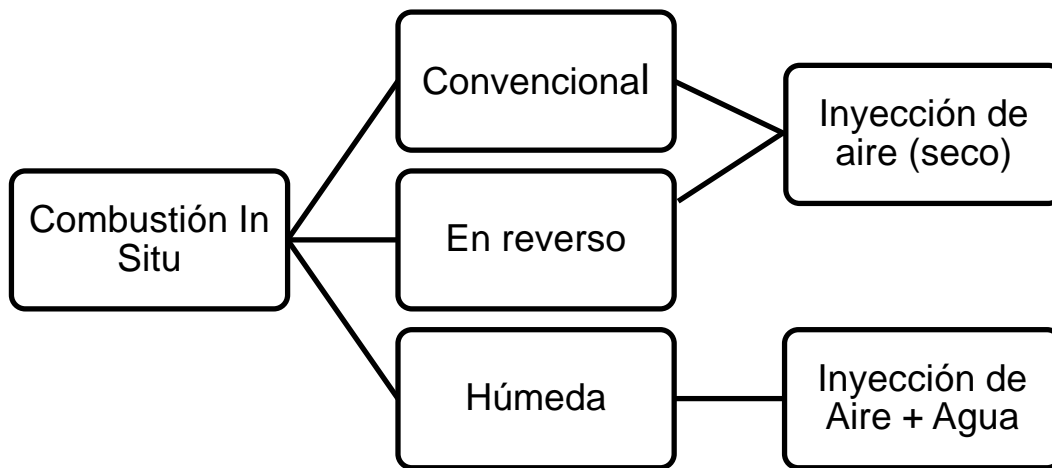 Combustión In
Situ
Convencional
En reverso
Húmeda
Inyección de
aire (seco)
Inyección de
Aire + Agua